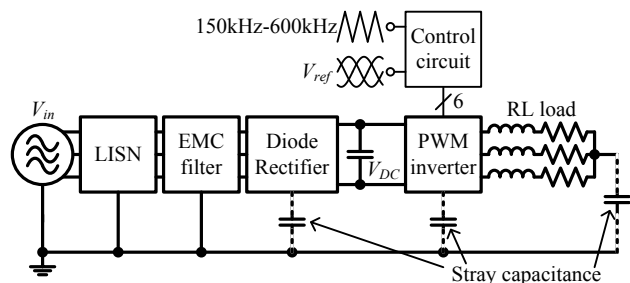 150kHz-600kHz
Control
circuit
Vref
6
RL load
Vin
LISN
EMC
filter
Diode
Rectifier
VDC
PWM
inverter
Stray capacitance